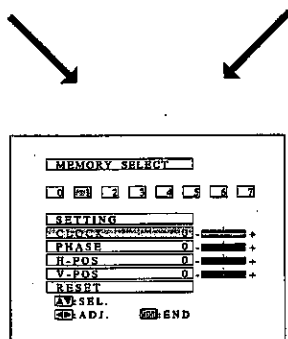 MEMORY SELECT
0 1 2 3 4 5 6 7
SETTING
CLOCK 0 - +
PHASE 0 - +
H-POS 0 - +
V-POS 0 - +
RESET
▲▼:SEL.
◀▶:ADJ. :END